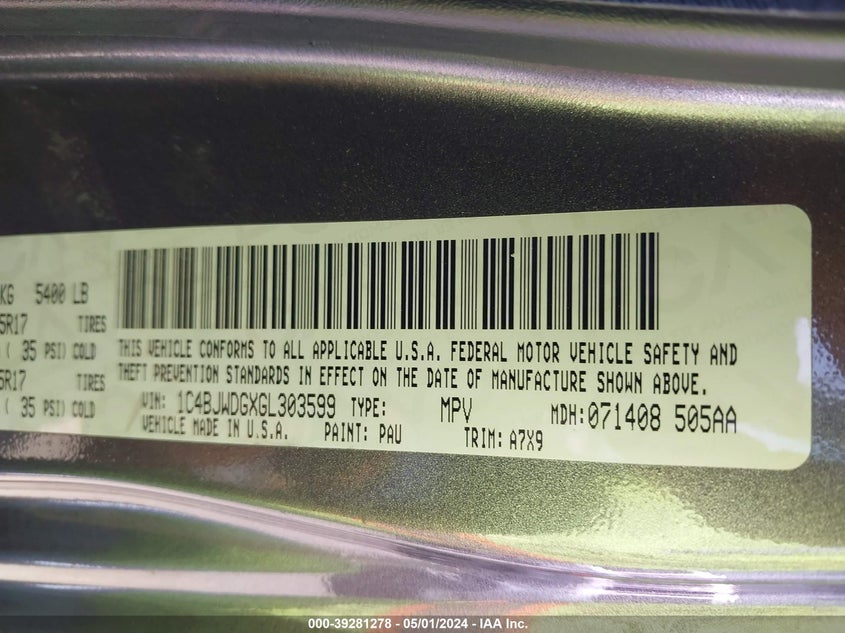 KG 5400 LB
5R17 TIRES
( 35 PSI) COLD
5R17 TIRES
( 35 PSI) COLD
THIS VEHICLE CONFORMS TO ALL APPLICABLE U.S.A. FEDERAL MOTOR VEHICLE SAFETY AND
THEFT PREVENTION STANDARDS IN EFFECT ON THE DATE OF MANUFACTURE SHOWN ABOVE.
VIN: 1C4BJWDGXGL303599 TYPE: MPV MDH:071408 505AA
VEHICLE MADE IN U.S.A. PAINT: PAU TRIM: A7X9
000-39281278 - 05/01/2024 - IAA Inc.